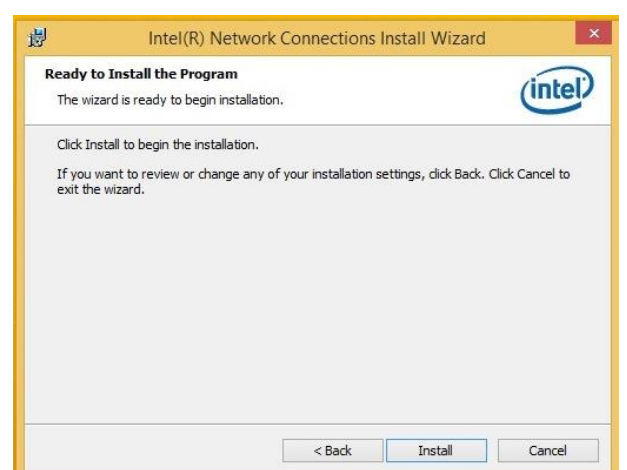 Intel(R) Network Connections Install Wizard
Ready to Install the Program
The wizard is ready to begin installation.
(intel)
Click Install to begin the installation.
If you want to review or change any of your installation settings, click Back. Click Cancel to
exit the wizard.
< Back
Install
Cancel